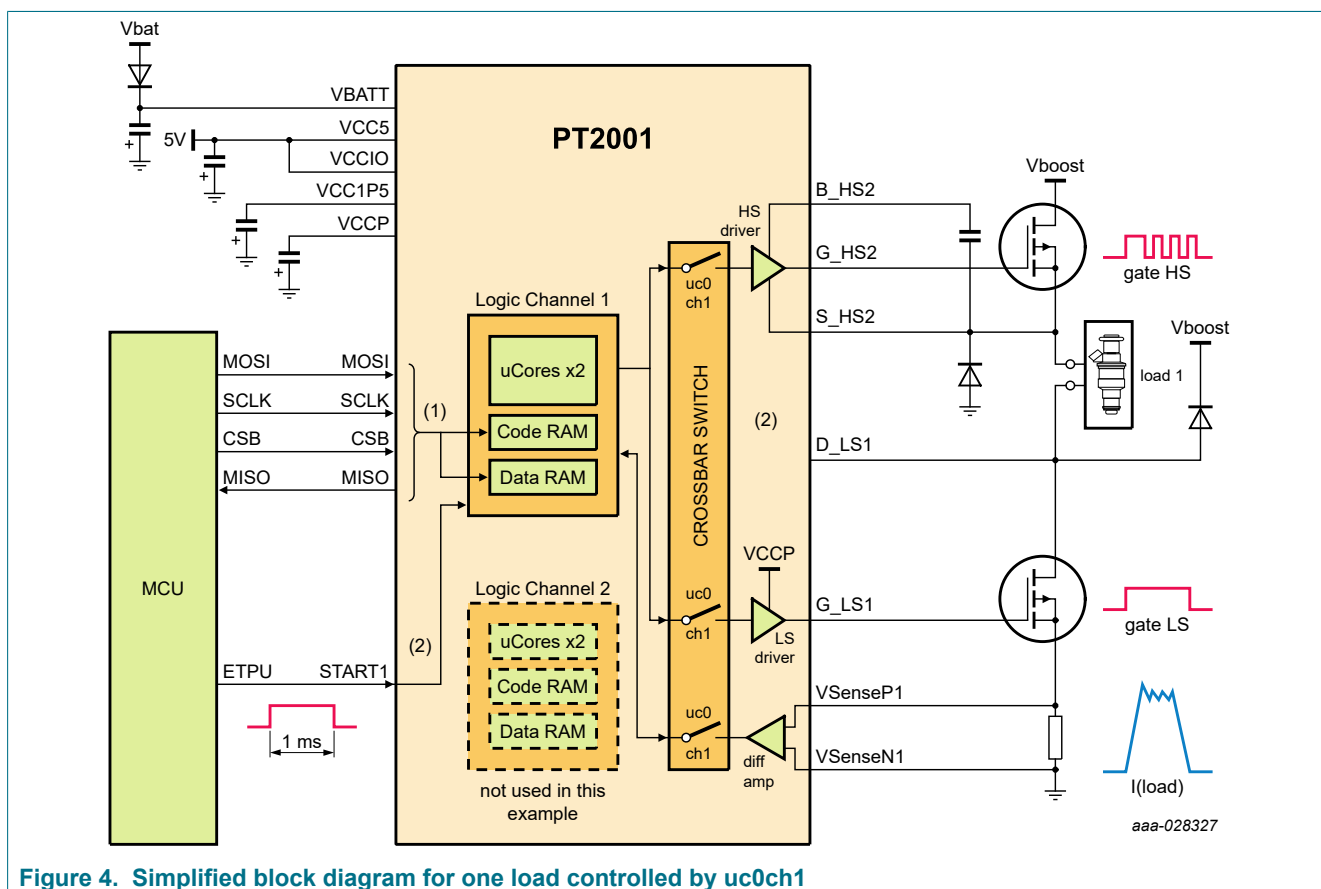 Vbat
VBATT
VCC5
5V
VCCIO
VCC1P5
VCCP
PT2001
B_HS2
HS
driver
G_HS2
S_HS2
Vboost
gate HS
uc0
ch1
Logic Channel 1
uCores x2
Code RAM
Data RAM
CROSSBAR SWITCH
(2)
Vboost
load 1
D_LS1
MCU
MOSI MOSI
SCLK SCLK
CSB CSB
MISO MISO
(1)
VCCP
uc0
ch1
G_LS1
LS
driver
gate LS
Logic Channel 2
uCores x2
Code RAM
Data RAM
not used in this
example
(2)
ETPU START1
1 ms
uc0
ch1
diff
amp
VSenseP1
VSenseN1
I(load)
aaa-028327
Figure 4. Simplified block diagram for one load controlled by uc0ch1